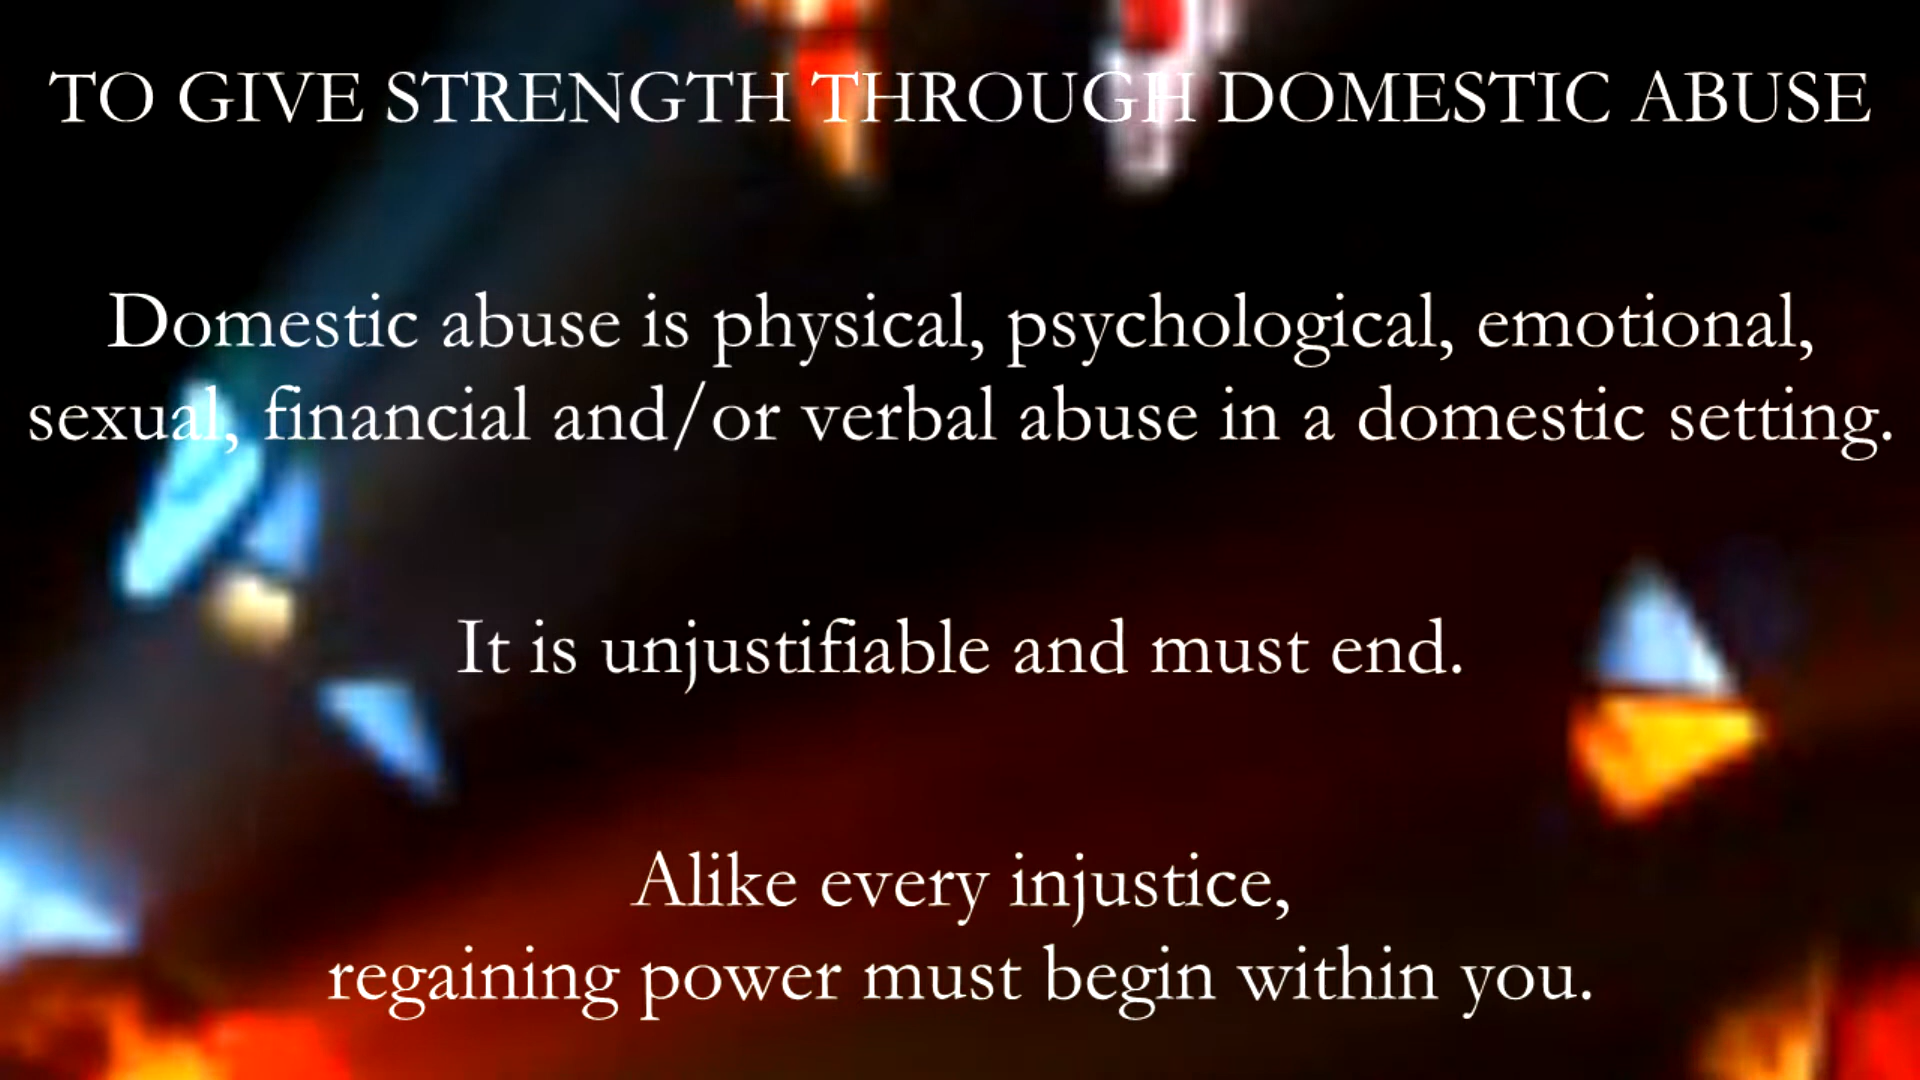 TO GIVE STRENGTH THROUGH DOMESTIC ABUSE
Domestic abuse is physical, psychological, emotional,
sexual, financial and/or verbal abuse in a domestic setting.
It is unjustifiable and must end.
Alike every injustice,
regaining power must begin within you.